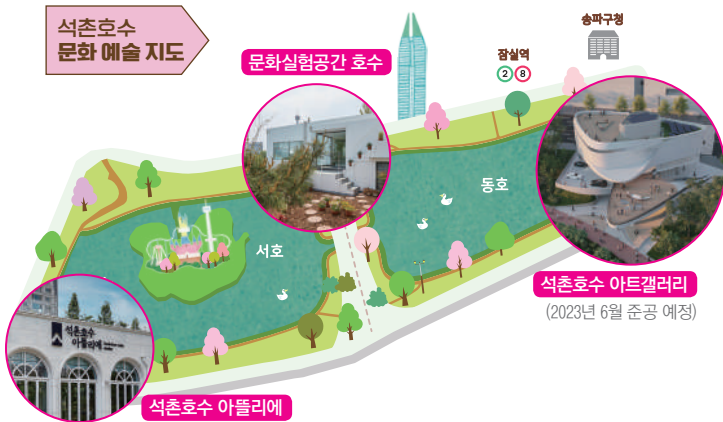 석촌호수
문화 예술 지도
문화실험공간 호수
송파구청
잠실역
2 8
동호
서호
석촌호수 아트갤러리
(2023년 6월 준공 예정)
석촌호수
아뜰리에
석촌호수 아뜰리에